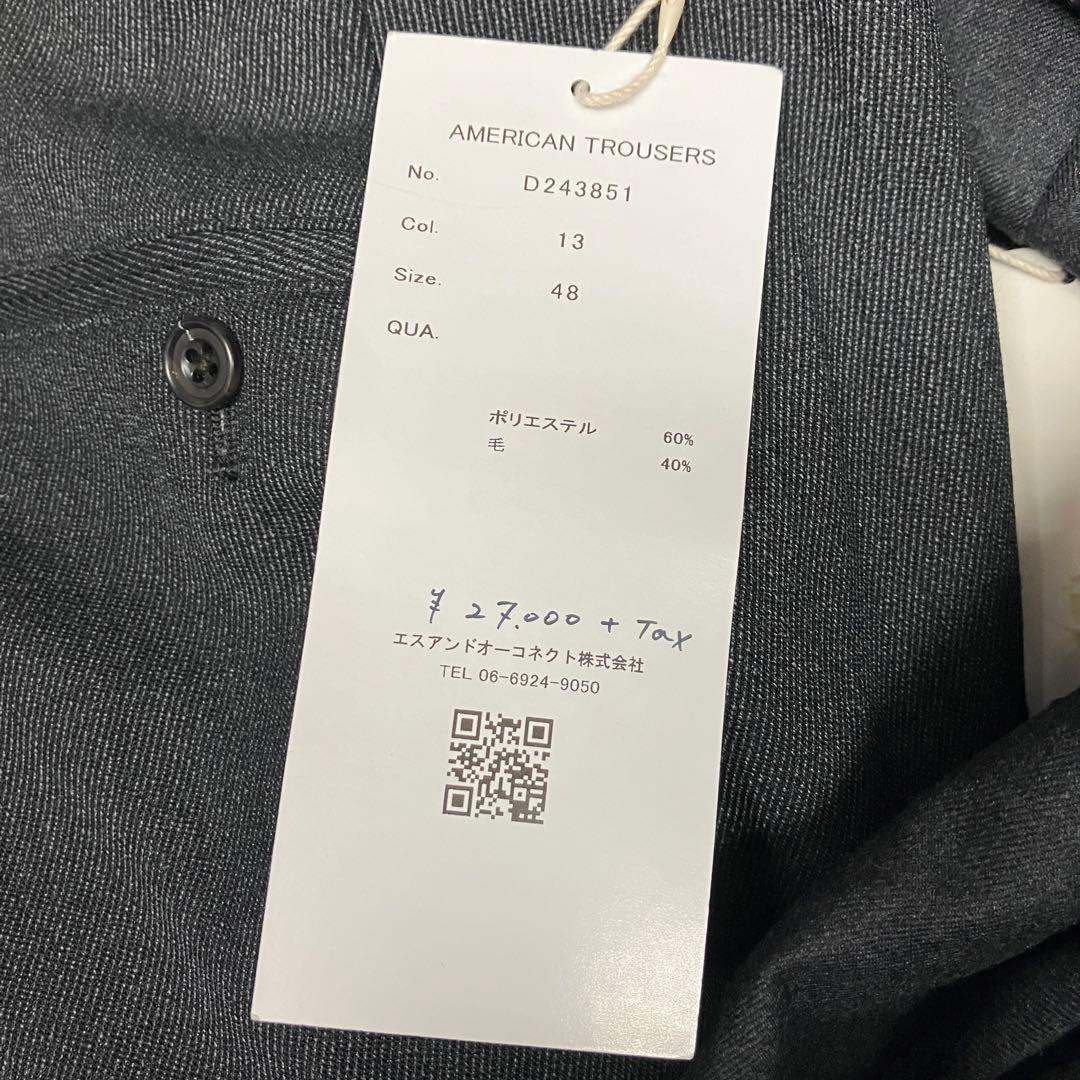 AMERICAN TROUSERS
No. D243851
Col. 13
Size. 48
QUA.
ポリエステル 60%
毛 40%
¥ 27.000 + Tax
エスアンドオーコネクト株式会社
TEL 06-6924-9050